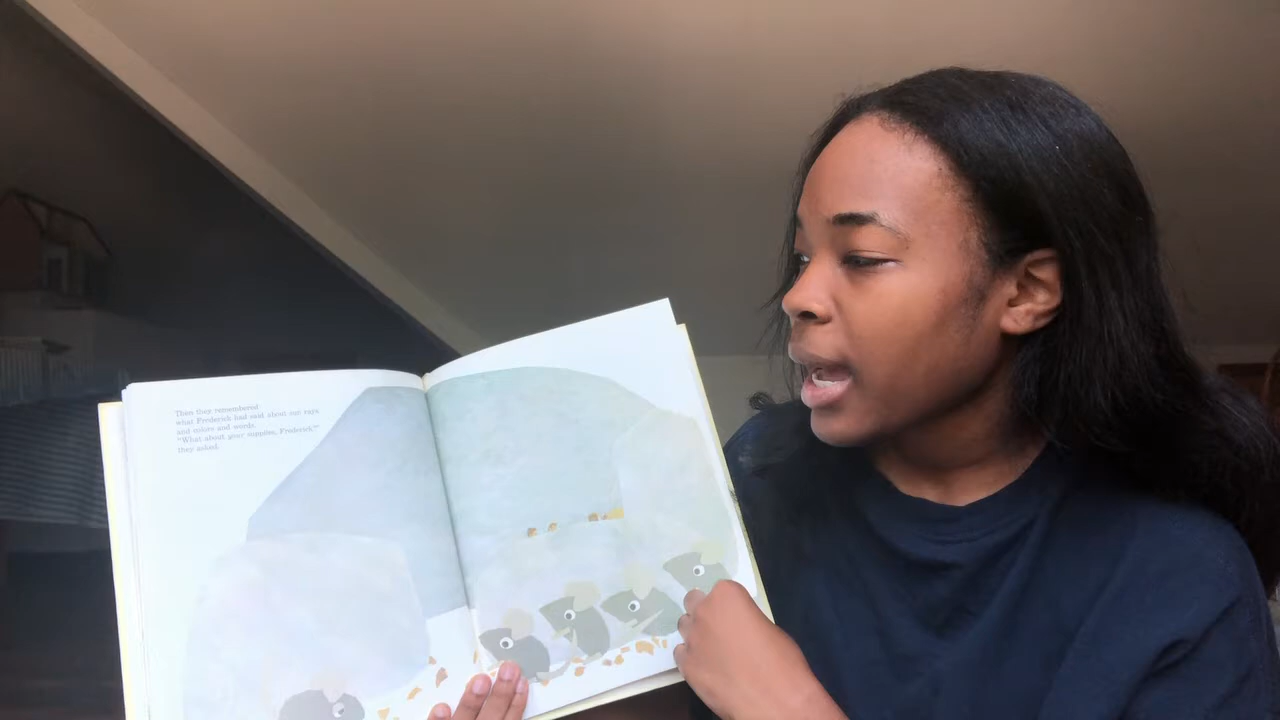 Then they remembered
what Frederick had said about sun rays
and colors and words.
"What about your supplies, Frederick?"
they asked.